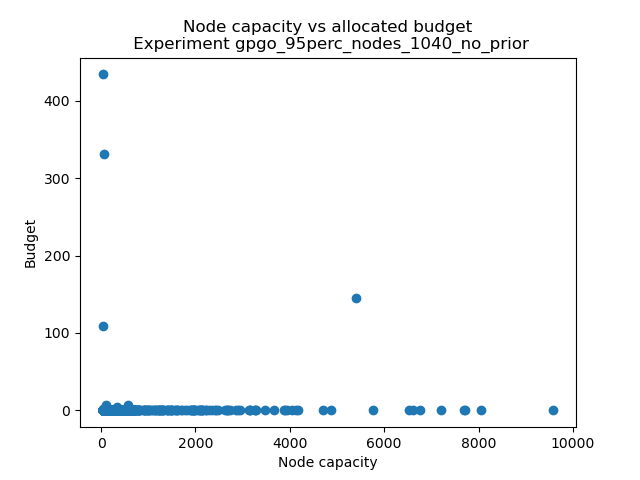 Node capacity vs allocated budget
Experiment gpgo_95perc_nodes_1040_no_prior
Budget
400
300
200
100
0
0
2000
4000
6000
8000
10000
Node capacity